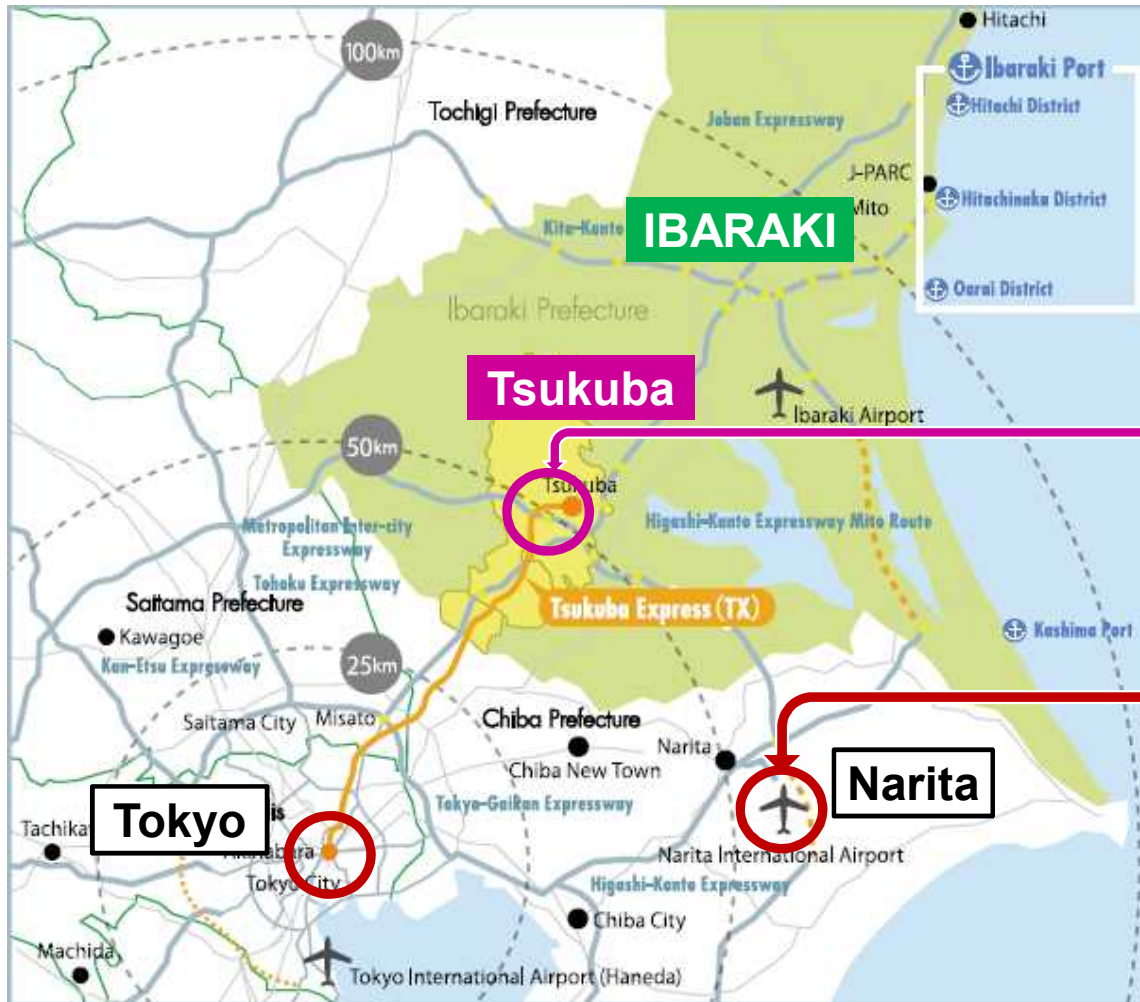 Hitachi
100km
Ibaraki Port
Hitachi District
Tochigi Prefecture
Joban Expressway
J-PARC
Hitachinaka District
Mito
IBARAKI
Kita-Kanto
Oarai District
Ibaraki Prefecture
Tsukuba
Ibaraki Airport
50km
Tsukuba
Metropolitan Inter-city
Expressway
Higashi-Kanto Expressway Mito Route
Tohoku Expressway
Tsukuba Express (TX)
Saitama Prefecture
Kawagoe
Kashima Port
Kan-Etsu Expressway
25km
Saitama City
Misato
Chiba Prefecture
Narita
Chiba New Town
Narita
Tokyo
Tokyo-GaiKan Expressway
Akihabara
Narita International Airport
Tokyo City
Higashi-Kanto Expressway
Chiba City
Machida
Tokyo International Airport (Haneda)